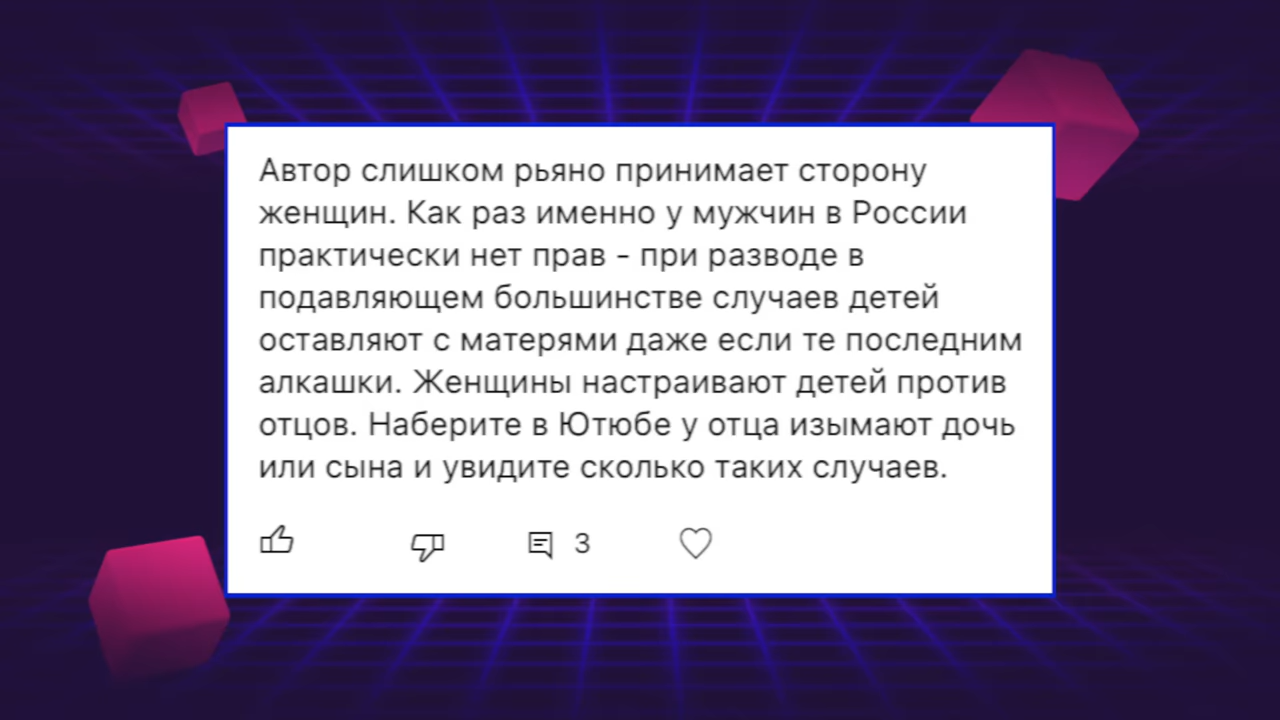 Автор слишком рьяно принимает сторону
женщин. Как раз именно у мужчин в России
практически нет прав - при разводе в
подавляющем большинстве случаев детей
оставляют с матерями даже если те последним
алкашки. Женщины настраивают детей против
отцов. Наберите в Ютюбе у отца изымают дочь
или сына и увидите сколько таких случаев.
3